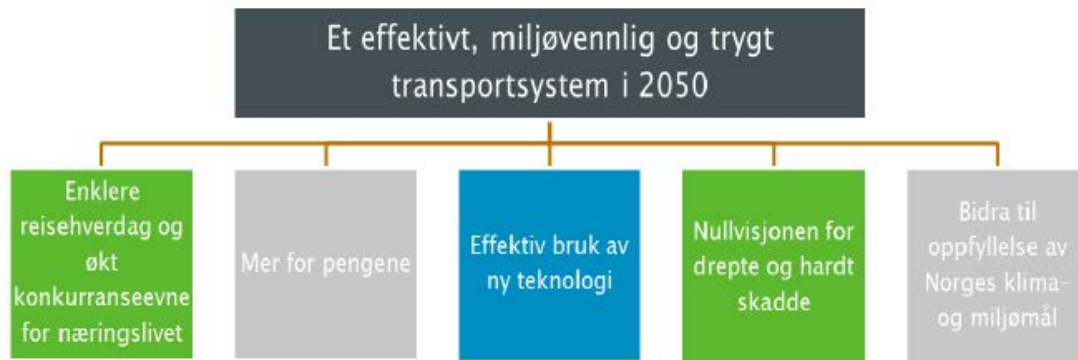 Et effektivt, miljøvennlig og trygt
transportsystem i 2050
Enklere
reisehverdag og
økt
konkurranseevne
for næringslivet
Mer for pengene
Effektiv bruk av
ny teknologi
Nullvisjonen for
drepte og hardt
skadde
Bidra til
oppfyllelse av
Norges klima-
og miljømål